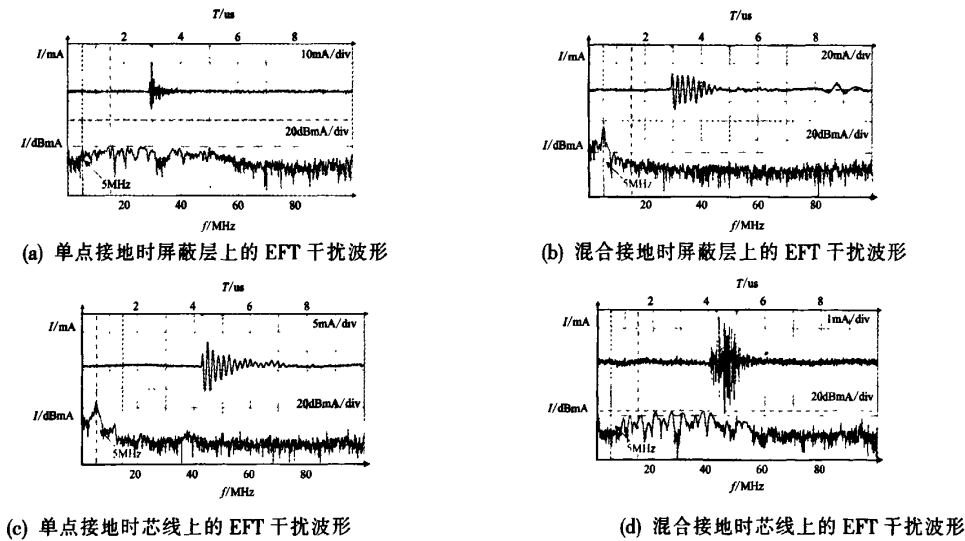 T/us
2 4 6 8
I/mA
10mA/div
20dBmA/div
I/dBmA
5MHz
20 40 60 80
f/MHz
(a) 单点接地时屏蔽层上的 EFT 干扰波形
T/us
2 4 6 8
I/mA
20mA/div
20dBmA/div
I/dBmA
5MHz
20 40 60 80
f/MHz
(b) 混合接地时屏蔽层上的 EFT 干扰波形
T/us
2 4 6 8
I/mA
5mA/div
20dBmA/div
I/dBmA
5MHz
20 40 60 80
f/MHz
(c) 单点接地时芯线上的 EFT 干扰波形
T/us
2 4 6 8
I/mA
1mA/div
20dBmA/div
I/dBmA
5MHz
20 40 60 80
f/MHz
(d) 混合接地时芯线上的 EFT 干扰波形